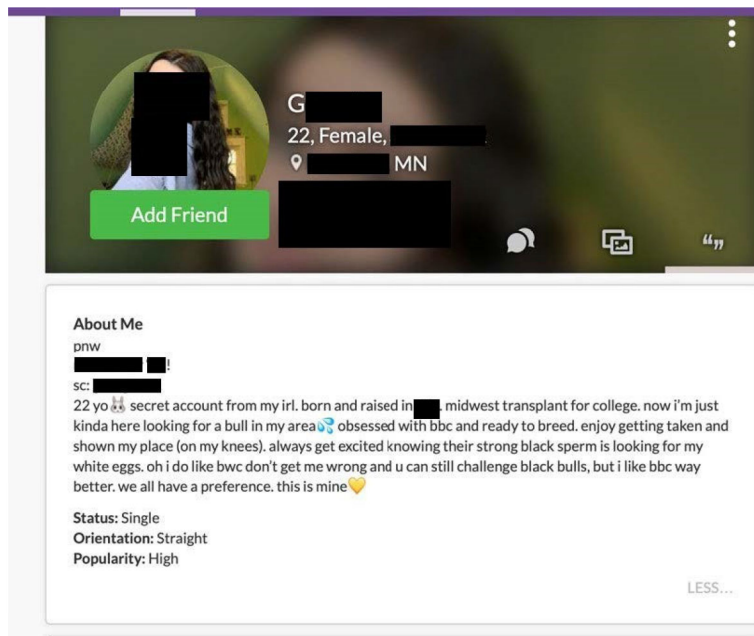 G
22, Female,
MN
Add Friend
“„
About Me
pnw
!
sc:
22 yo🐰 secret account from my irl. born and raised in . midwest transplant for college. now i'm just
kinda here looking for a bull in my area💦 obsessed with bbc and ready to breed. enjoy getting taken and
shown my place (on my knees). always get excited knowing their strong black sperm is looking for my
white eggs. oh i do like bwc don't get me wrong and u can still challenge black bulls, but i like bbc way
better. we all have a preference. this is mine💛
Status: Single
Orientation: Straight
Popularity: High
LESS...